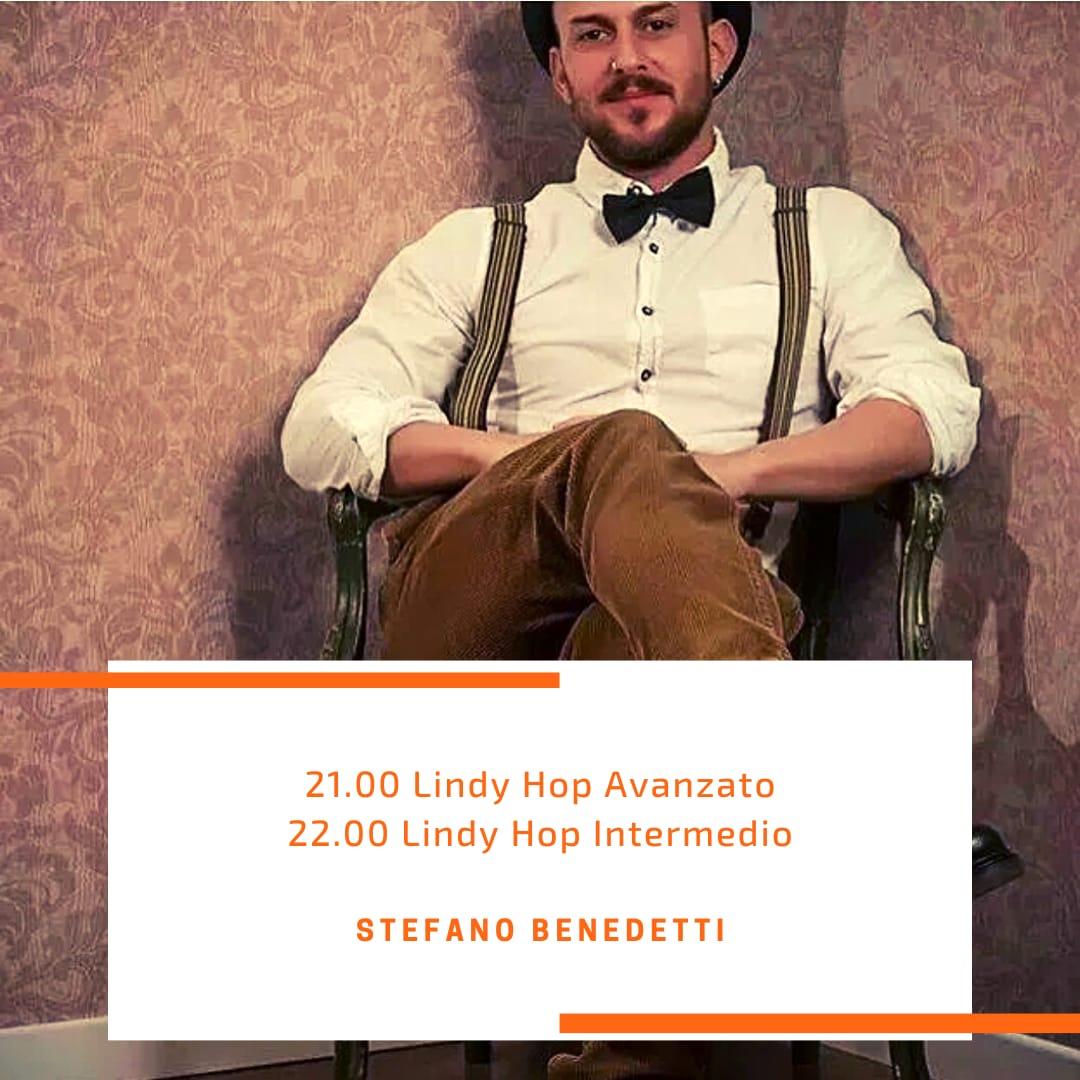 21.00 Lindy Hop Avanzato
22.00 Lindy Hop Intermedio
STEFANO BENEDETTI